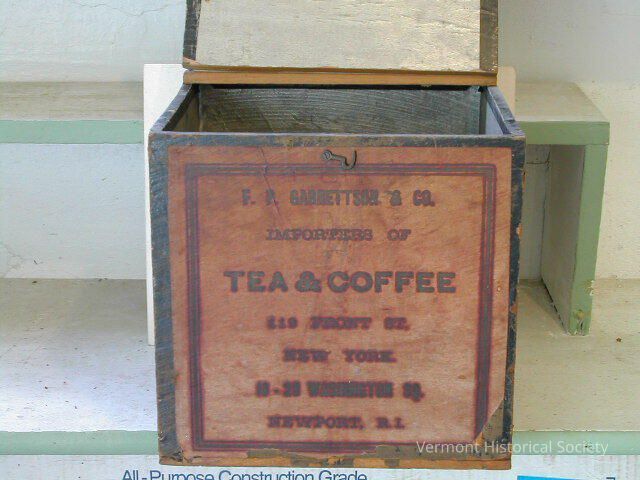 F. P. GARRETTSON & CO.
IMPORTERS OF
TEA & COFFEE
FRONT ST.
NEW YORK.
WASHINGTON SQ.
NEWPORT, R.I.
Vermont Historical Society
All-Purpose Construction Grade